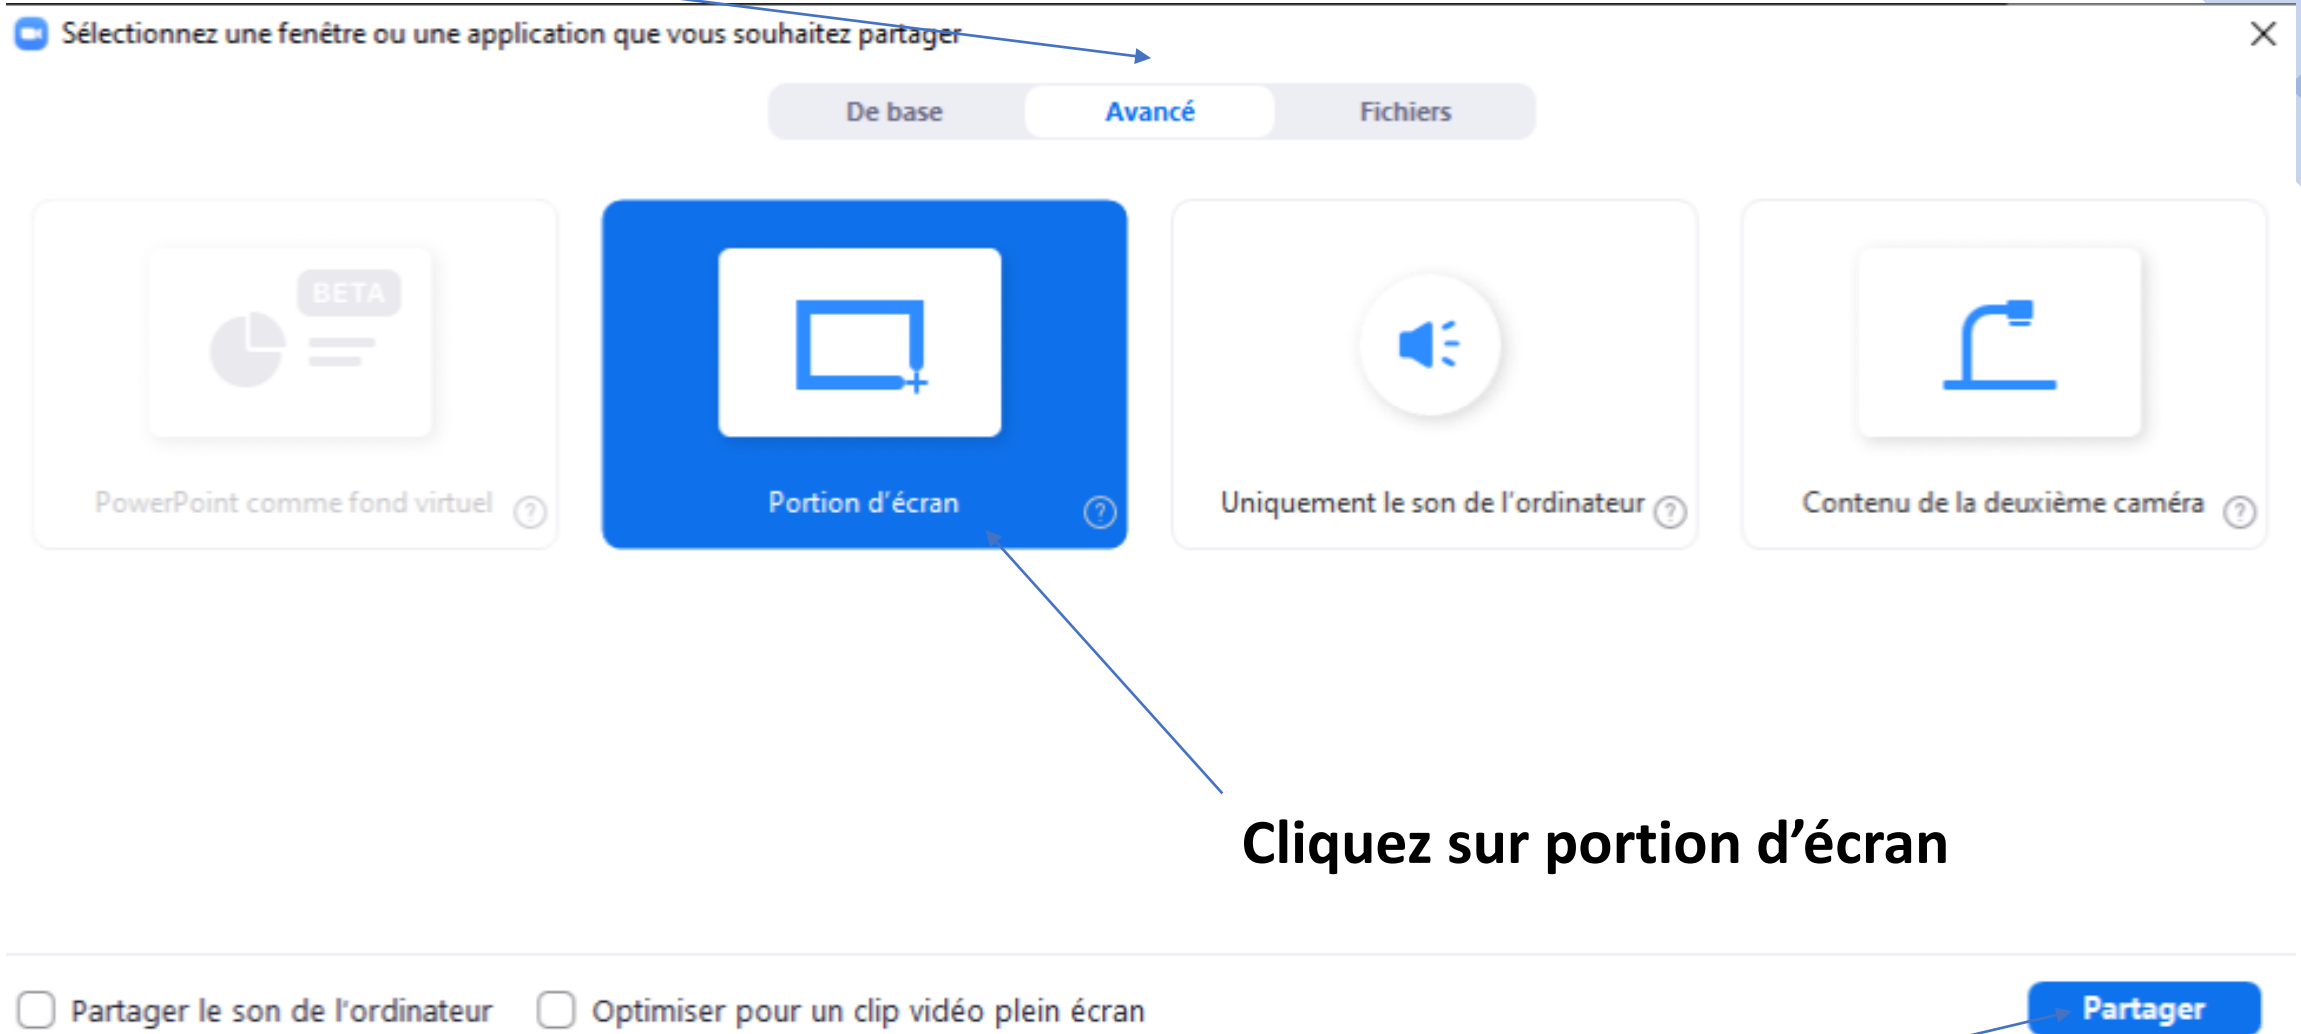 Sélectionnez une fenêtre ou une application que vous souhaitez partager
De base Avancé Fichiers
BETA
PowerPoint comme fond virtuel ?
Portion d'écran ?
Uniquement le son de l'ordinateur ?
Contenu de la deuxième caméra ?
Cliquez sur portion d’écran
Partager le son de l'ordinateur Optimiser pour un clip vidéo plein écran Partager